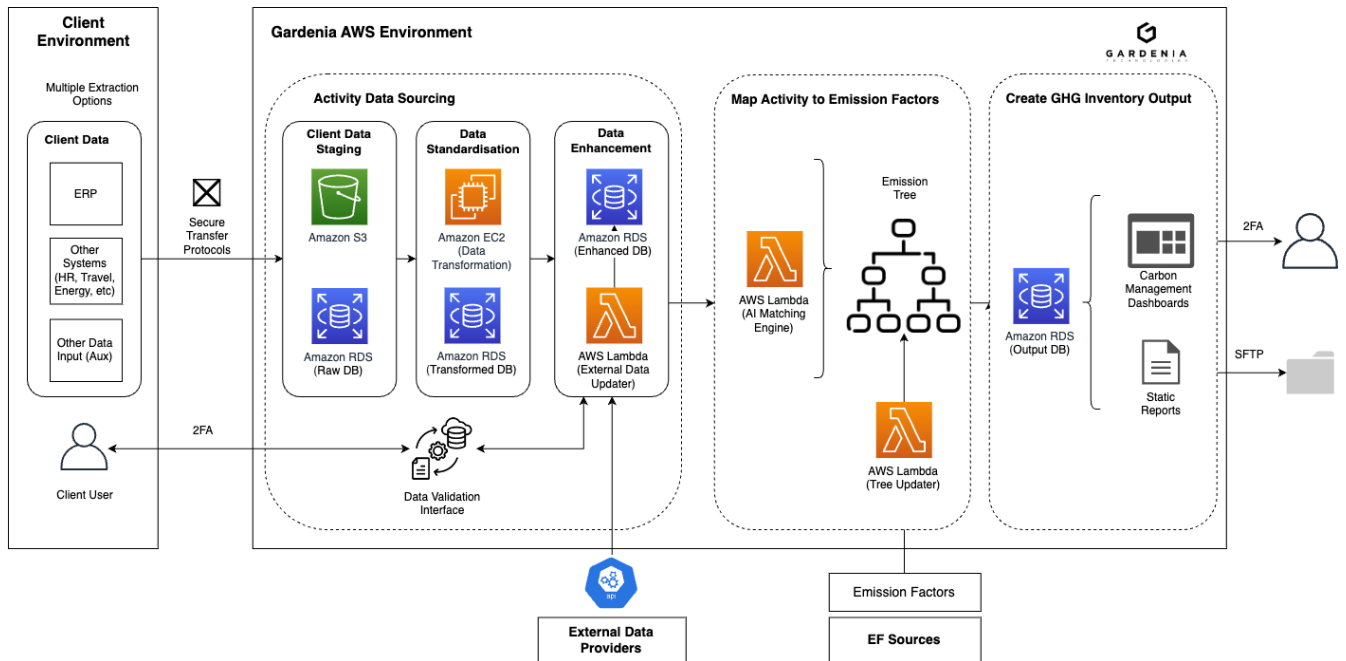 Client
Environment
Multiple Extraction
Options
Client Data
ERP
Other
Systems
(HR, Travel,
Energy, etc)
Other Data
Input (Aux)
Client User
Secure
Transfer
Protocols
2FA
Gardenia AWS Environment
GARDENIA
TECHNOLOGIES
Activity Data Sourcing
Client Data
Staging
Amazon S3
Amazon RDS
(Raw DB)
Data
Standardisation
Amazon EC2
(Data
Transformation)
Amazon RDS
(Transformed DB)
Data
Enhancement
Amazon RDS
(Enhanced DB)
AWS Lambda
(External Data
Updater)
Data Validation
Interface
api
External Data
Providers
Map Activity to Emission Factors
AWS Lambda
(AI Matching
Engine)
Emission
Tree
AWS Lambda
(Tree Updater)
Emission Factors
EF Sources
Create GHG Inventory Output
Amazon RDS
(Output DB)
Carbon
Management
Dashboards
Static
Reports
2FA
SFTP